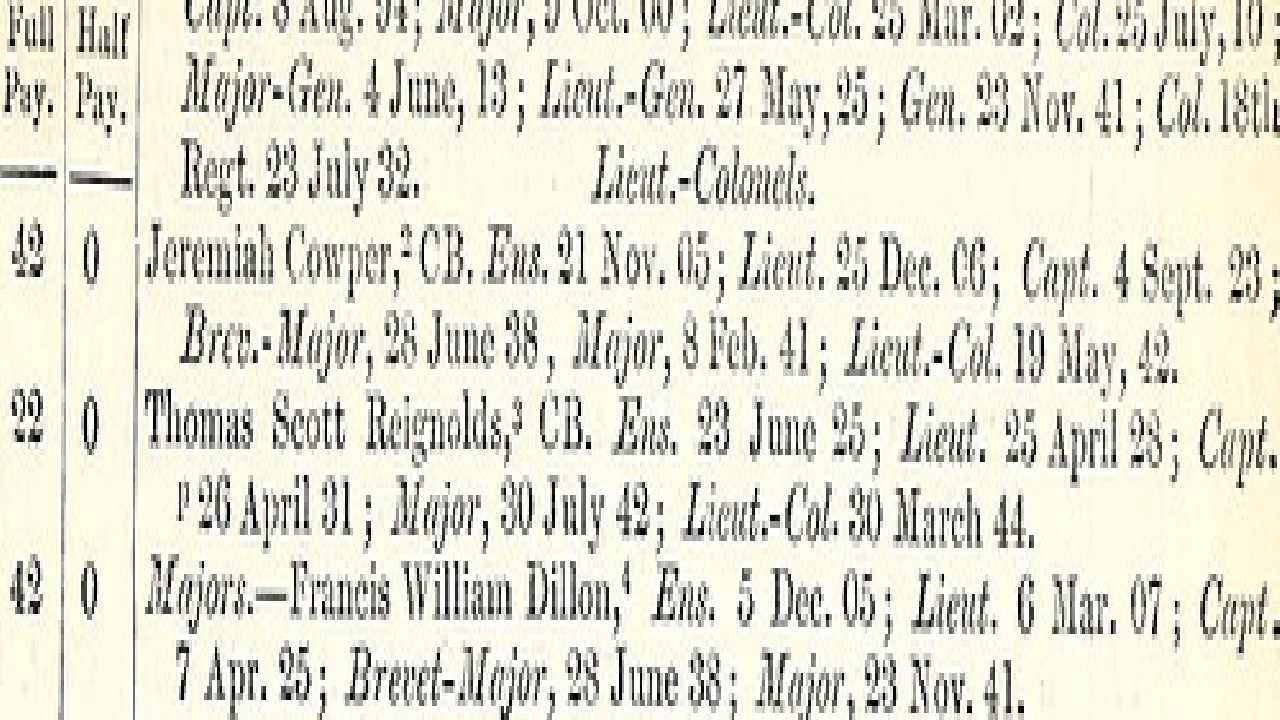 Full Half Capt. 8 Aug. 94; Major, 9 Oct. 00; Lieut.-Col. 25 Mar. 02; Col. 25 July, 10;
Pay. Pay. Major-Gen. 4 June, 13; Lieut.-Gen. 27 May, 25; Gen. 23 Nov. 41; Col. 18th
Regt. 23 July 32. Lieut.-Colonels.
42 0 Jeremiah Cowper,² CB. Ens. 21 Nov. 05; Lieut. 25 Dec. 06; Capt. 4 Sept. 23;
Brev.-Major, 28 June 38, Major, 8 Feb. 41; Lieut.-Col. 19 May, 42.
22 0 Thomas Scott Reignolds,³ CB. Ens. 23 June 25; Lieut. 25 April 28; Capt.
p 26 April 31; Major, 30 July 42; Lieut.-Col. 30 March 44.
42 0 Majors.—Francis William Dillon,⁴ Ens. 5 Dec. 05; Lieut. 6 Mar. 07; Capt.
7 Apr. 25; Brevet-Major, 28 June 38; Major, 23 Nov. 41.